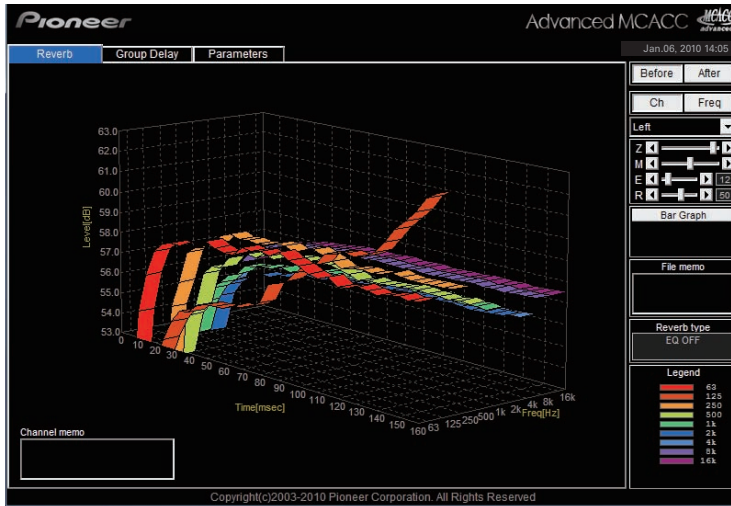 Pioneer
Advanced MCACC
MCACC
advanced
Reverb
Group Delay
Parameters
Jan.06, 2010 14:05
Before
After
Ch
Freq
Left
Z
M
E 12
R 50
Bar Graph
File memo
Reverb type
EQ OFF
Legend
63
125
250
500
1k
2k
4k
8k
16k
Level[dB]
63.0
62.0
61.0
60.0
59.0
58.0
57.0
56.0
55.0
54.0
53.0
0 10 20 30 40 50 60 70 80 90 100 110 120 130 140 150 160
Time[msec]
63 125 250 500 1k 2k 4k 8k 16k
Freq[Hz]
Channel memo
Copyright(c)2003-2010 Pioneer Corporation. All Rights Reserved